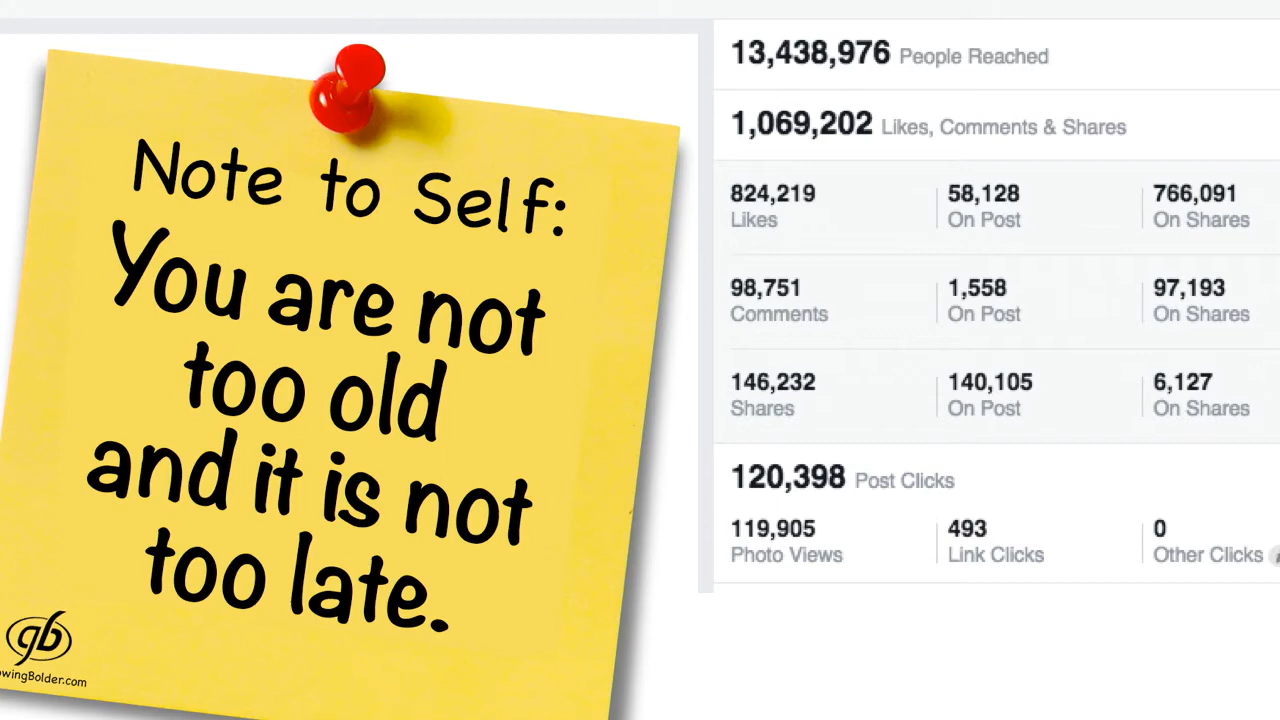 Note to Self:
You are not
too old
and it is not
too late.
gb
owingBolder.com
13,438,976 People Reached
1,069,202 Likes, Comments & Shares
824,219 58,128 766,091
Likes On Post On Shares
98,751 1,558 97,193
Comments On Post On Shares
146,232 140,105 6,127
Shares On Post On Shares
120,398 Post Clicks
119,905 493 0
Photo Views Link Clicks Other Clicks